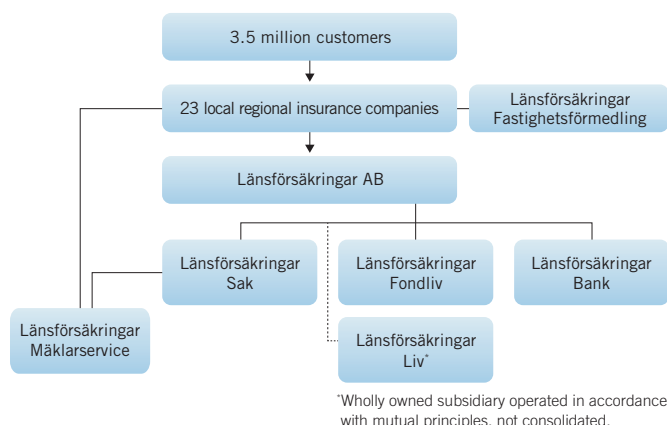 3.5 million customers
23 local regional insurance companies
Länsförsäkringar
Fastighetsförmedling
Länsförsäkringar AB
Länsförsäkringar
Sak
Länsförsäkringar
Fondliv
Länsförsäkringar
Bank
Länsförsäkringar
Mäklarservice
Länsförsäkringar
Liv*
*Wholly owned subsidiary operated in accordance
with mutual principles, not consolidated.